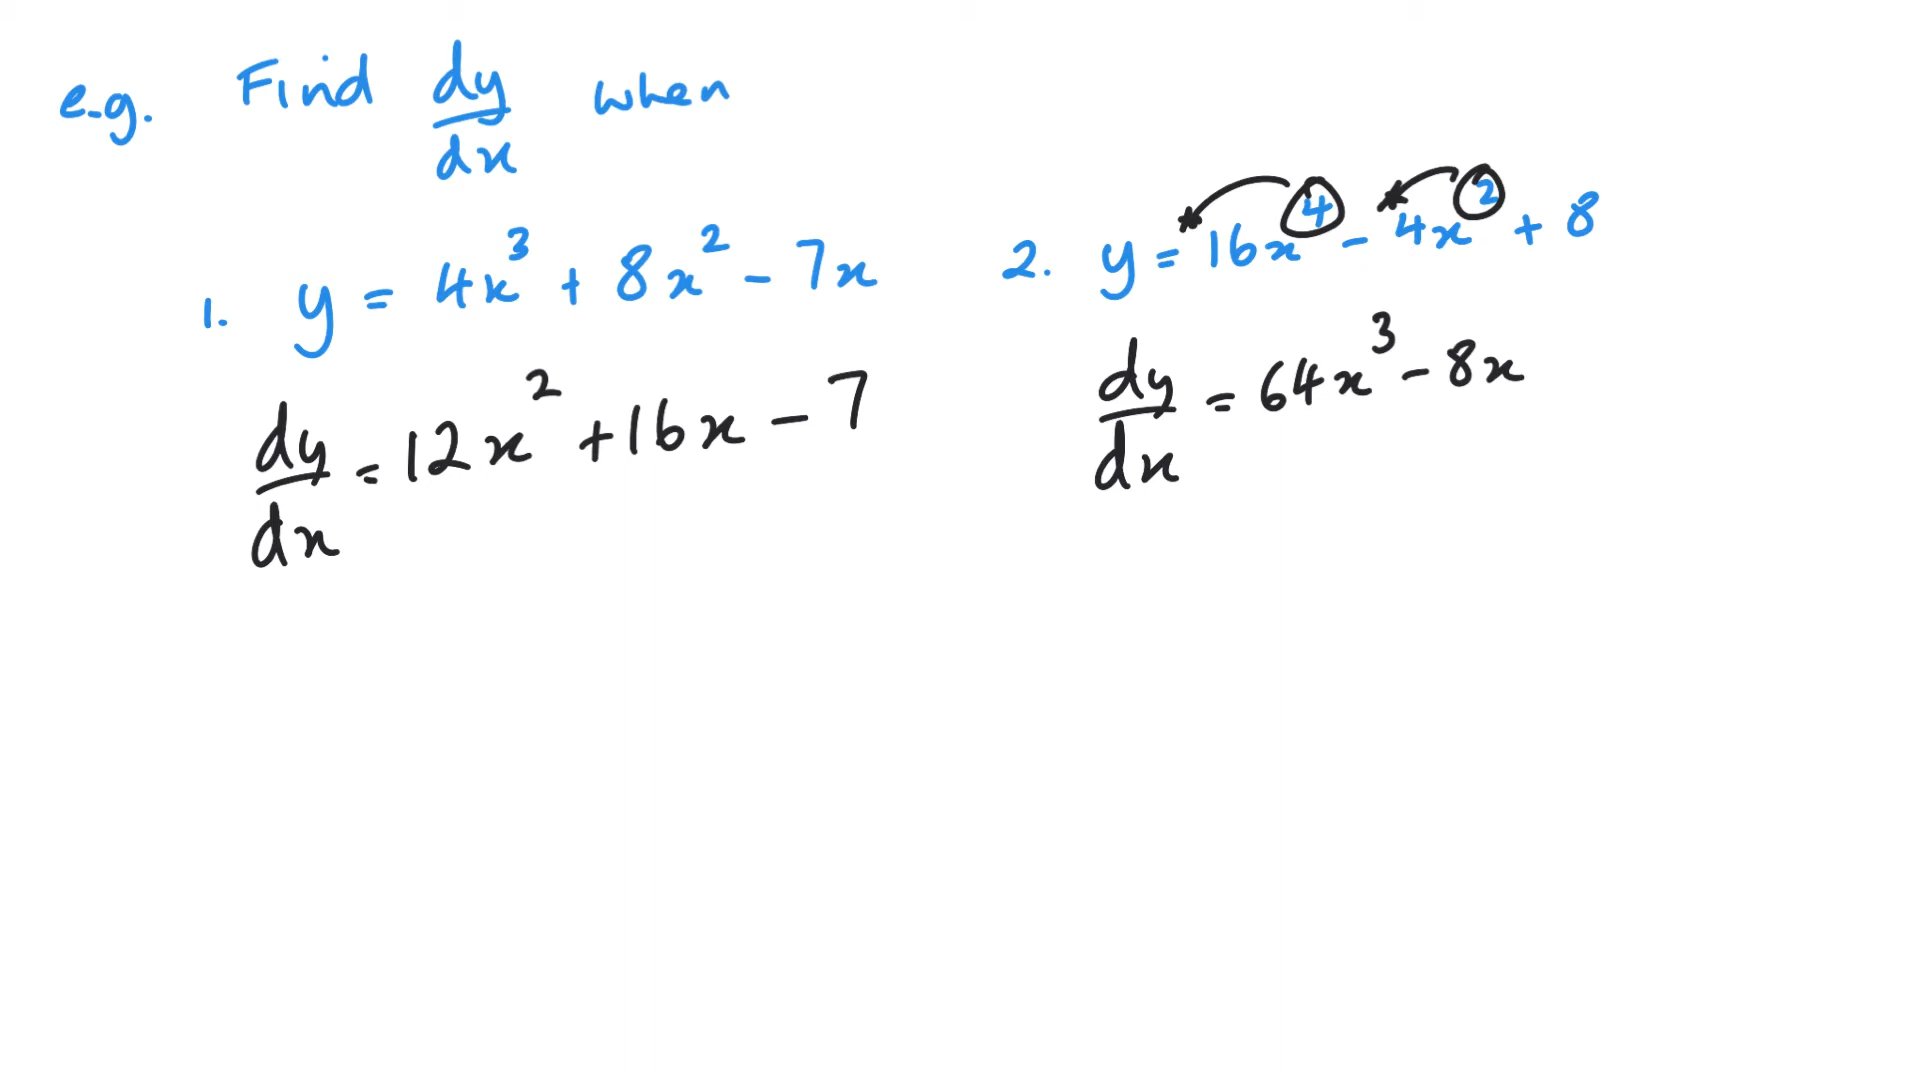 e.g. Find dy/dx when
1. y = 4x³ + 8x² - 7x
dy/dx = 12x² + 16x - 7
2. y = 16x⁴ - 4x² + 8
dy/dx = 64x³ - 8x